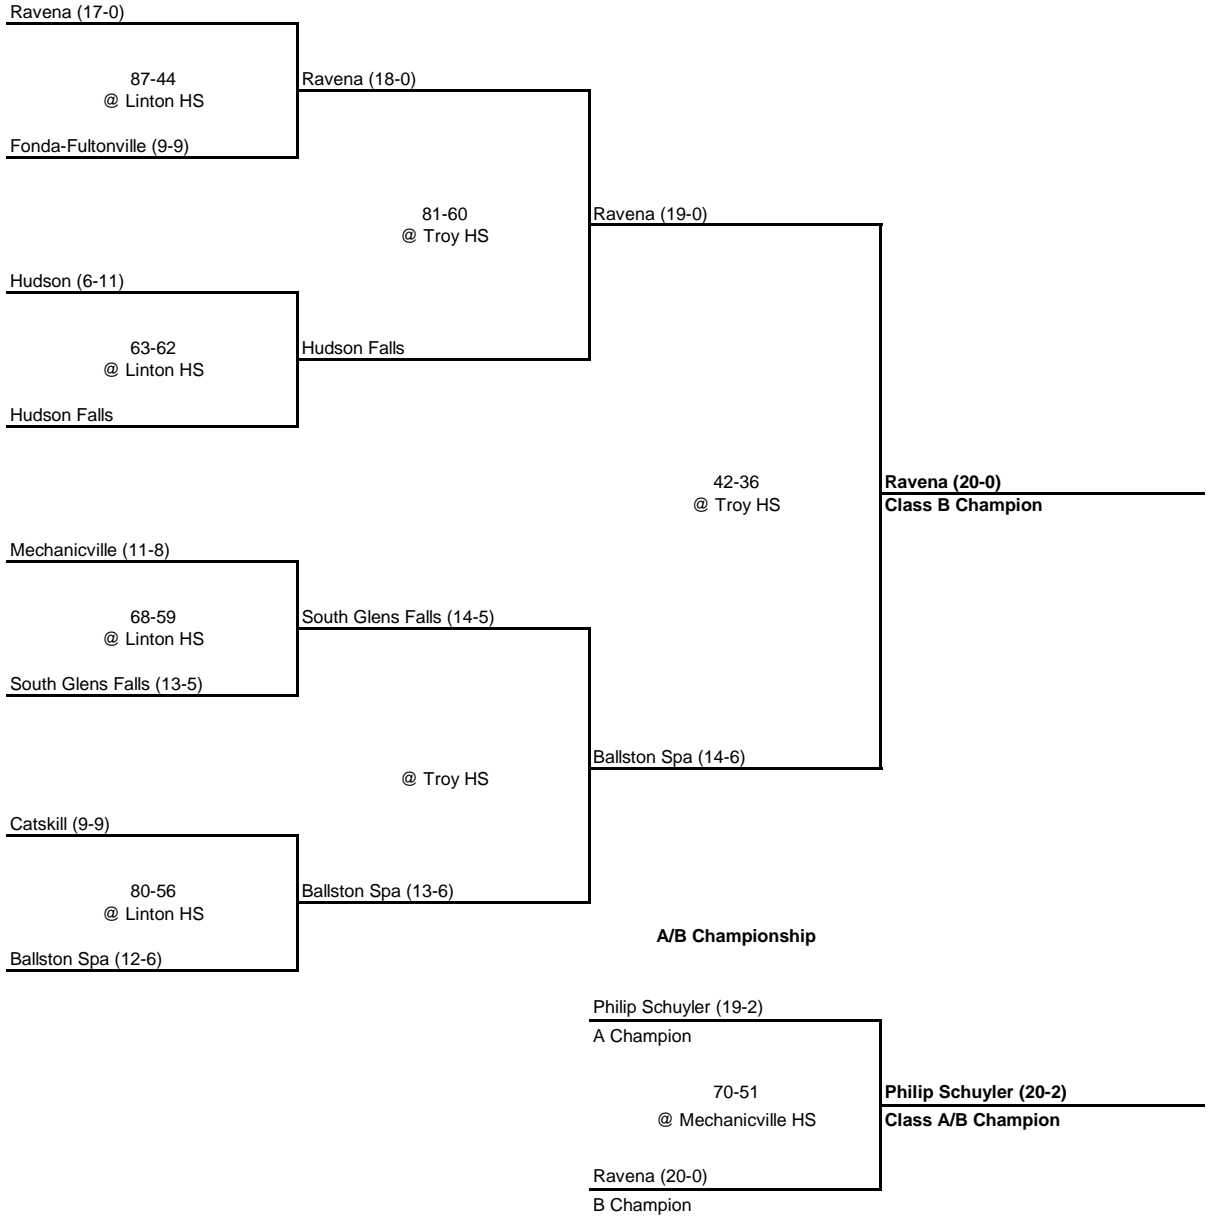 Ravena (17-0)
87-44
@ Linton HS
Ravena (18-0)
Fonda-Fultonville (9-9)
81-60
@ Troy HS
Ravena (19-0)
Hudson (6-11)
63-62
@ Linton HS
Hudson Falls
Hudson Falls
42-36
@ Troy HS
Ravena (20-0)
Class B Champion
Mechanicville (11-8)
68-59
@ Linton HS
South Glens Falls (14-5)
South Glens Falls (13-5)
@ Troy HS
Ballston Spa (14-6)
Catskill (9-9)
80-56
@ Linton HS
Ballston Spa (13-6)
Ballston Spa (12-6)
A/B Championship
Philip Schuyler (19-2)
A Champion
70-51
@ Mechanicville HS
Philip Schuyler (20-2)
Class A/B Champion
Ravena (20-0)
B Champion